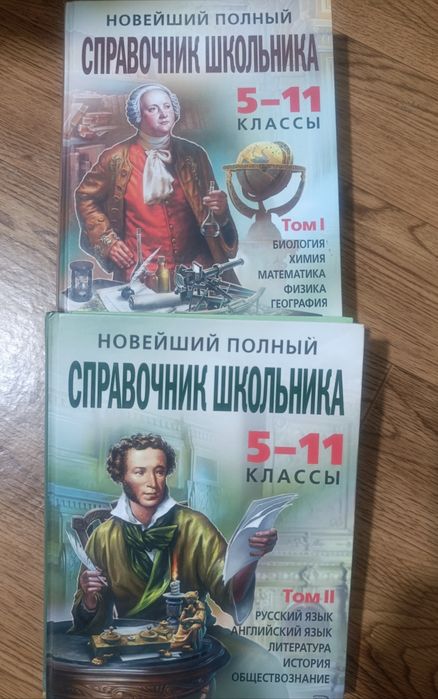 НОВЕЙШИЙ ПОЛНЫЙ
СПРАВОЧНИК ШКОЛЬНИКА
5–11
КЛАССЫ
Том I
БИОЛОГИЯ
ХИМИЯ
МАТЕМАТИКА
ФИЗИКА
ГЕОГРАФИЯ
НОВЕЙШИЙ ПОЛНЫЙ
СПРАВОЧНИК ШКОЛЬНИКА
5–11
КЛАССЫ
Том II
РУССКИЙ ЯЗЫК
АНГЛИЙСКИЙ ЯЗЫК
ЛИТЕРАТУРА
ИСТОРИЯ
ОБЩЕСТВОЗНАНИЕ